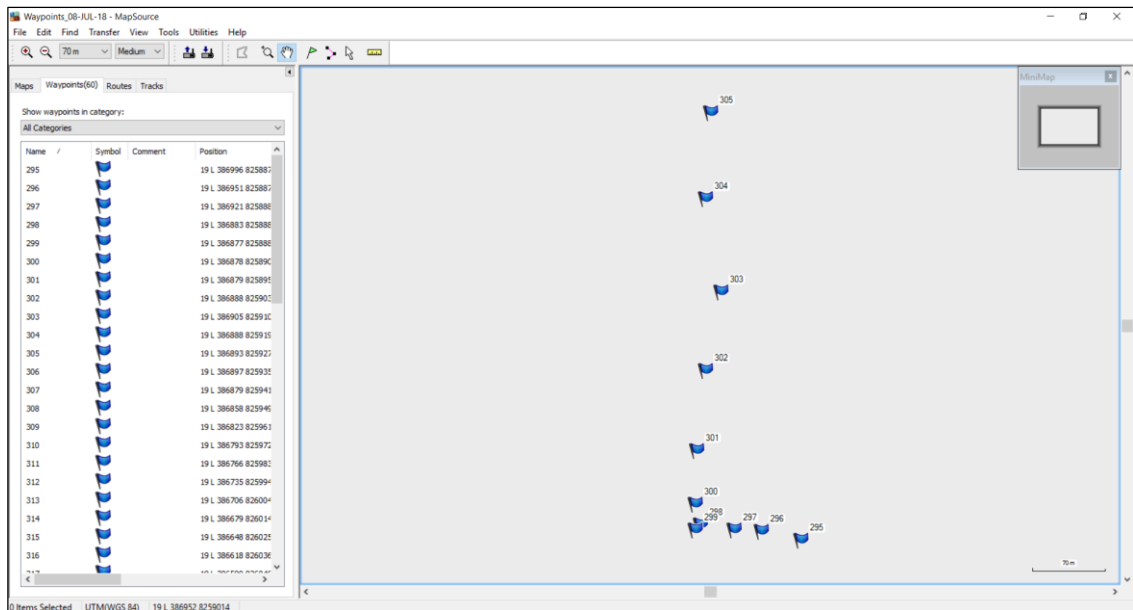 Waypoints_08-JUL-18 - MapSource
File Edit Find Transfer View Tools Utilities Help
70 m Medium
Maps Waypoints(60) Routes Tracks
Show waypoints in category:
All Categories
Name / Symbol Comment Position
295 19 L 386996 825887
296 19 L 386951 825887
297 19 L 386921 825888
298 19 L 386883 825888
299 19 L 386877 825888
300 19 L 386878 825890
301 19 L 386879 825895
302 19 L 386888 825903
303 19 L 386905 825910
304 19 L 386888 825919
305 19 L 386893 825927
306 19 L 386897 825935
307 19 L 386879 825941
308 19 L 386858 825949
309 19 L 386823 825961
310 19 L 386793 825972
311 19 L 386766 825983
312 19 L 386735 825994
313 19 L 386706 826004
314 19 L 386679 826014
315 19 L 386648 826025
316 19 L 386618 826036
0 Items Selected UTM(WGS 84) 19 L 386952 8259014
MiniMap
305
304
303
302
301
300
298
299 297 296 295
70 m